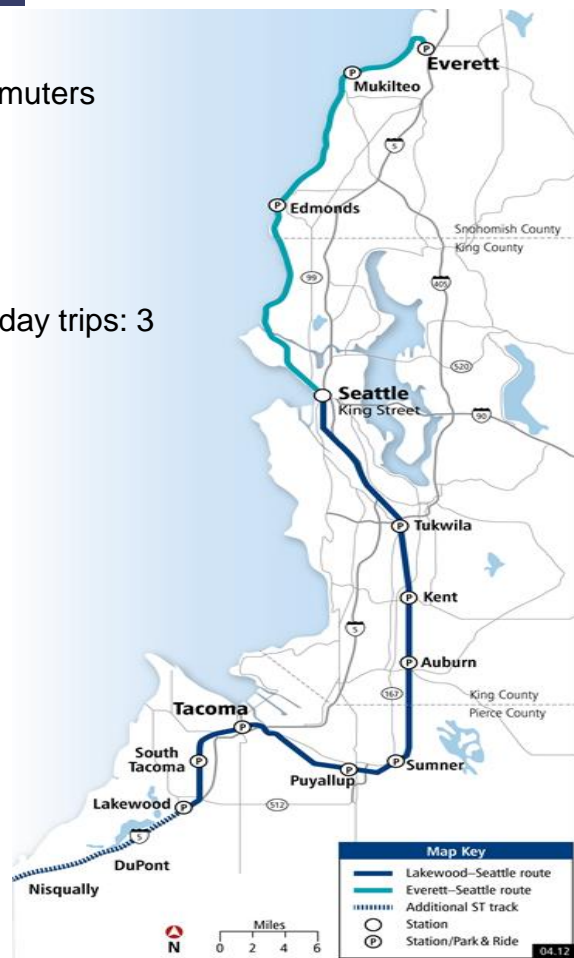 muters
day trips: 3
Everett
Mukilteo
5
Edmonds
Snohomish County
King County
99
405
520
Seattle
King Street
90
Tukwila
Kent
5
Auburn
167
King County
Pierce County
Tacoma
South
Tacoma
Puyallup
Sumner
Lakewood
512
5
DuPont
Nisqually
Map Key
Lakewood–Seattle route
Everett–Seattle route
Additional ST track
Station
P Station/Park & Ride
Miles
N 0 2 4 6
04.12
P
P
P
P
P
P
P
P
P
P
P